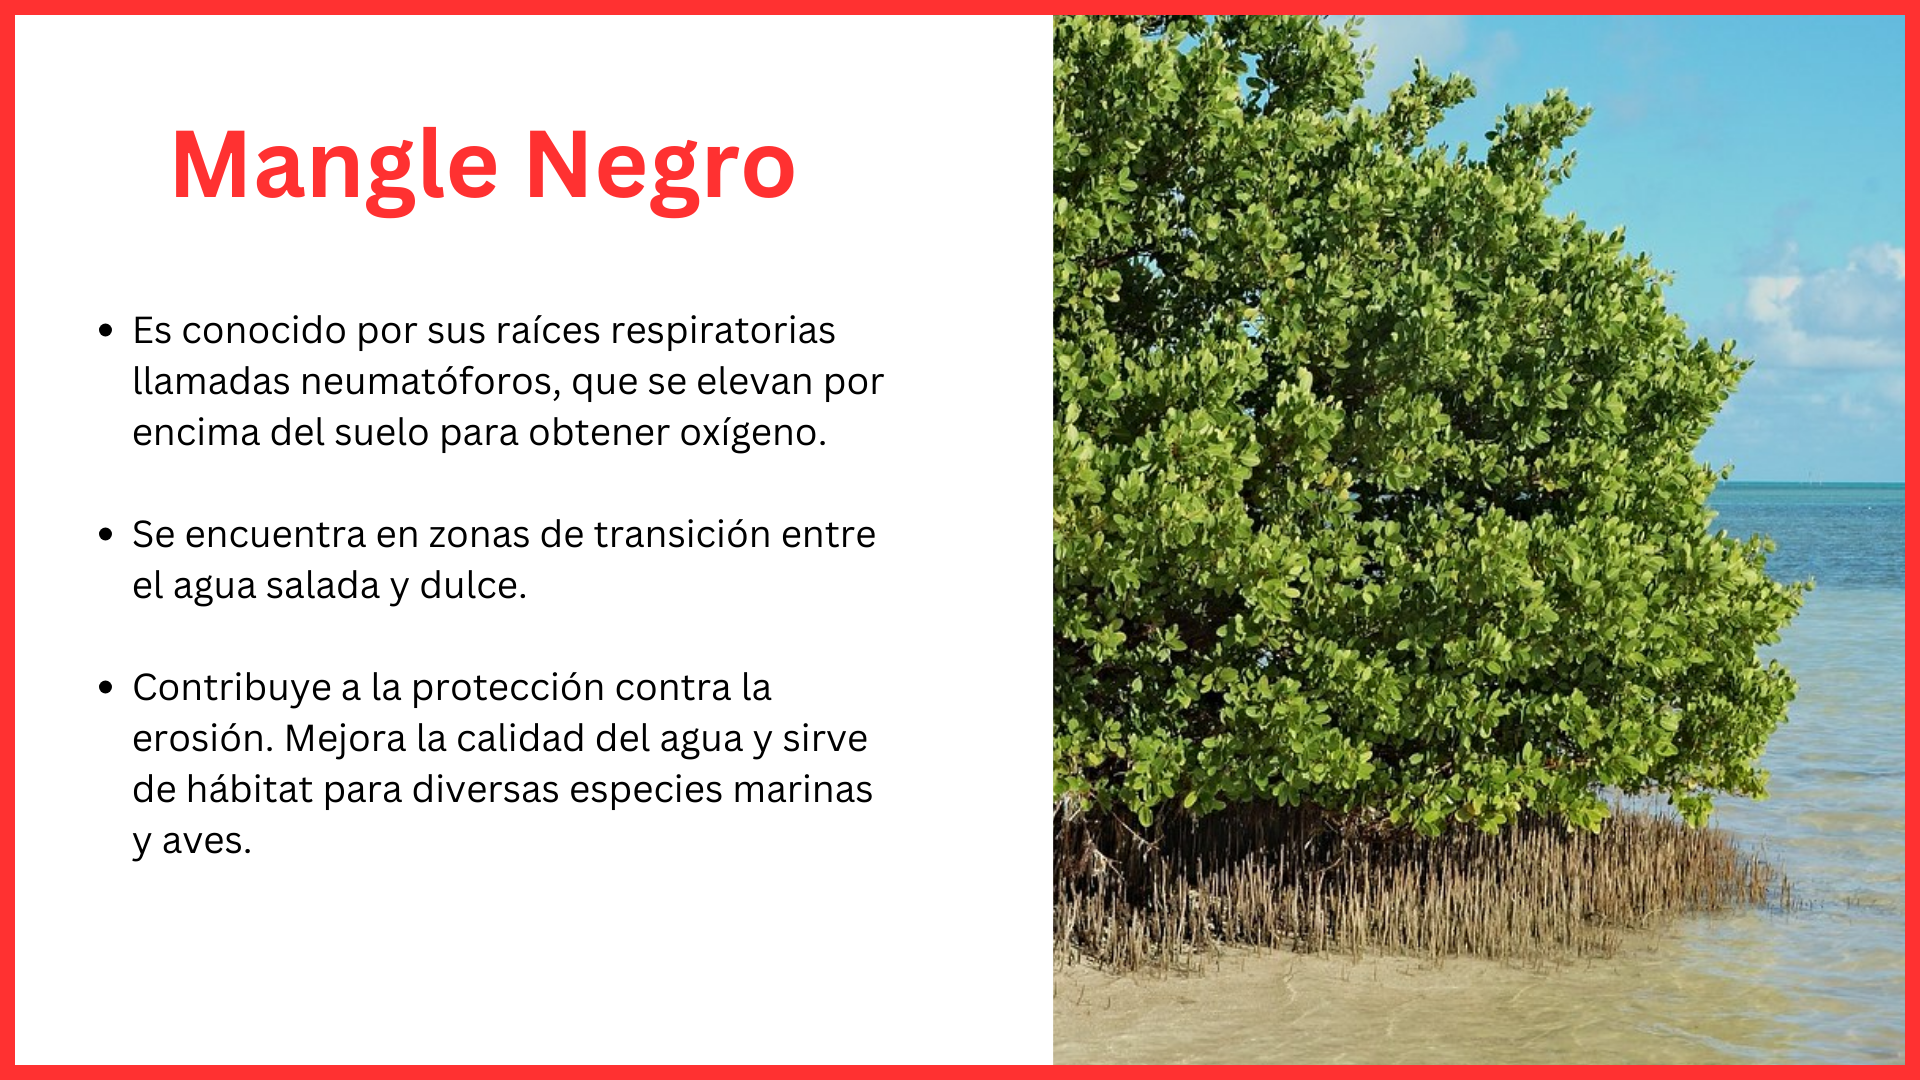 Mangle Negro
• Es conocido por sus raíces respiratorias
llamadas neumatóforos, que se elevan por
encima del suelo para obtener oxígeno.
• Se encuentra en zonas de transición entre
el agua salada y dulce.
• Contribuye a la protección contra la
erosión. Mejora la calidad del agua y sirve
de hábitat para diversas especies marinas
y aves.